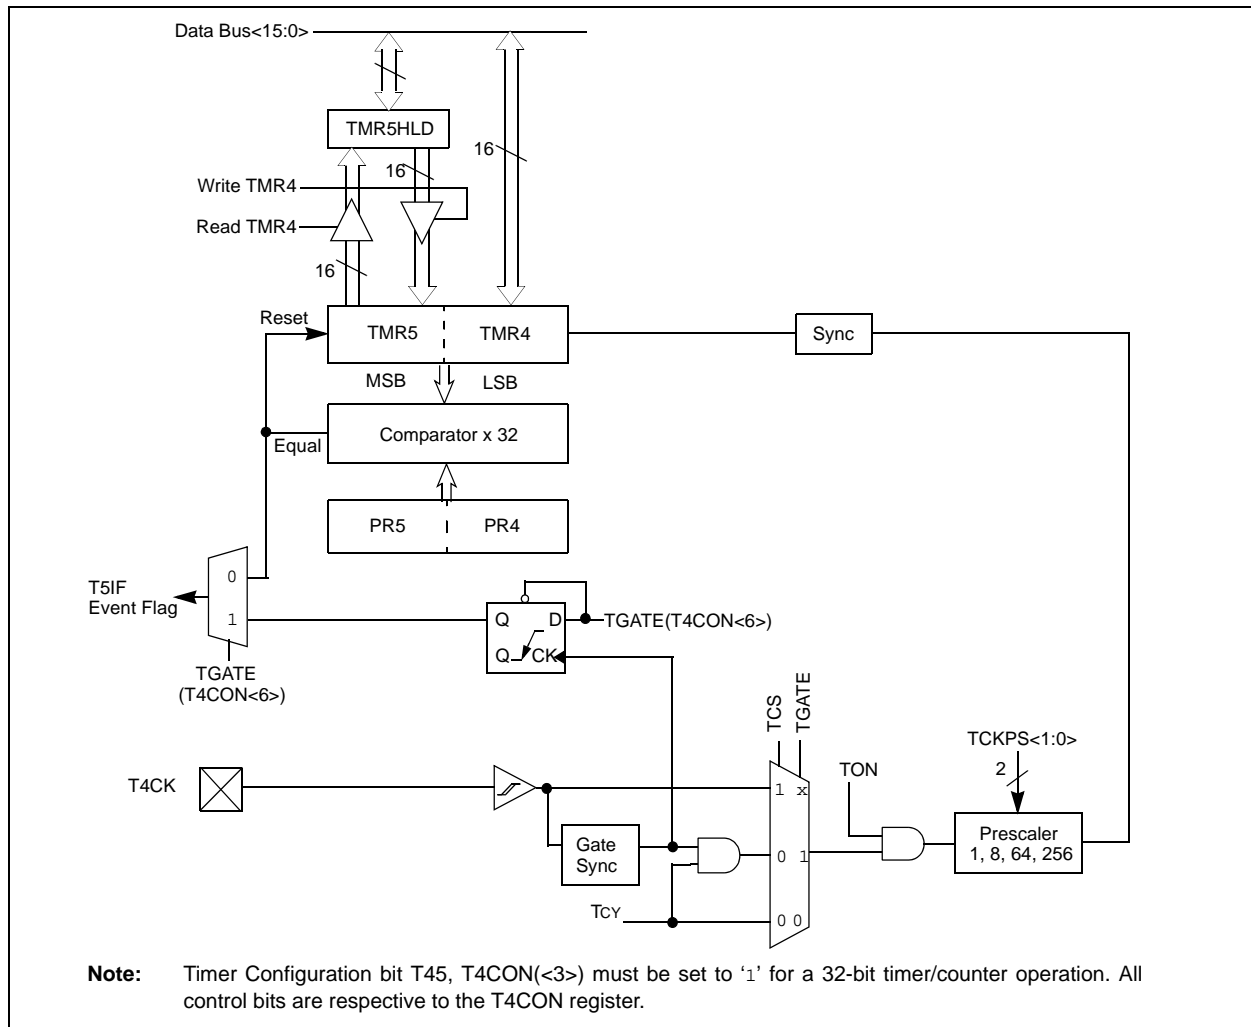 Data Bus<15:0>
TMR5HLD
16
16
Write TMR4
Read TMR4
16
Reset
TMR5
TMR4
Sync
MSB
LSB
Equal
Comparator x 32
PR5
PR4
0
T5IF
Event Flag
1
Q
D
TGATE(T4CON<6>)
Q
CK
TGATE
(T4CON<6>)
TCS
TGATE
TCKPS<1:0>
2
T4CK
TON
1 x
Prescaler
1, 8, 64, 256
Gate
Sync
0 1
TCY
0 0
Note: Timer Configuration bit T45, T4CON(<3>) must be set to ‘1’ for a 32-bit timer/counter operation. All
control bits are respective to the T4CON register.